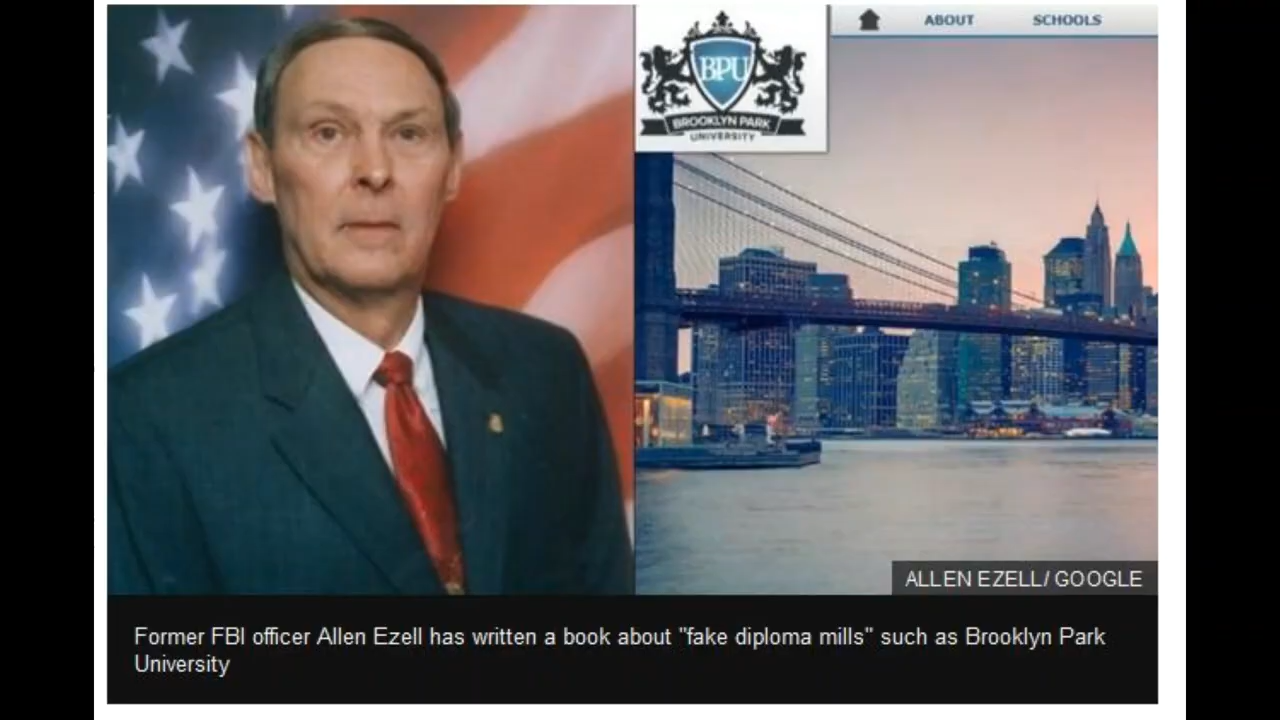 BPU
BROOKLYN PARK
UNIVERSITY
ABOUT SCHOOLS
ALLEN EZELL/ GOOGLE
Former FBI officer Allen Ezell has written a book about "fake diploma mills" such as Brooklyn Park
University